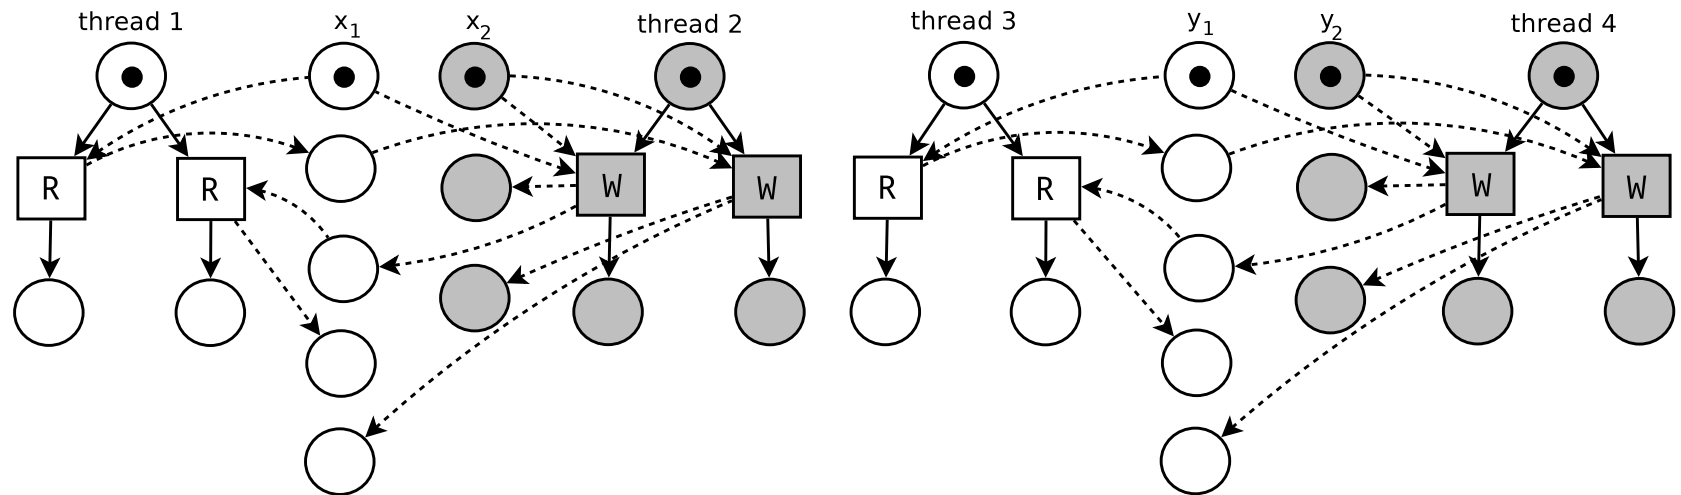 thread 1
x1
x2
thread 2
thread 3
y1
y2
thread 4
R
R
W
W
R
R
W
W